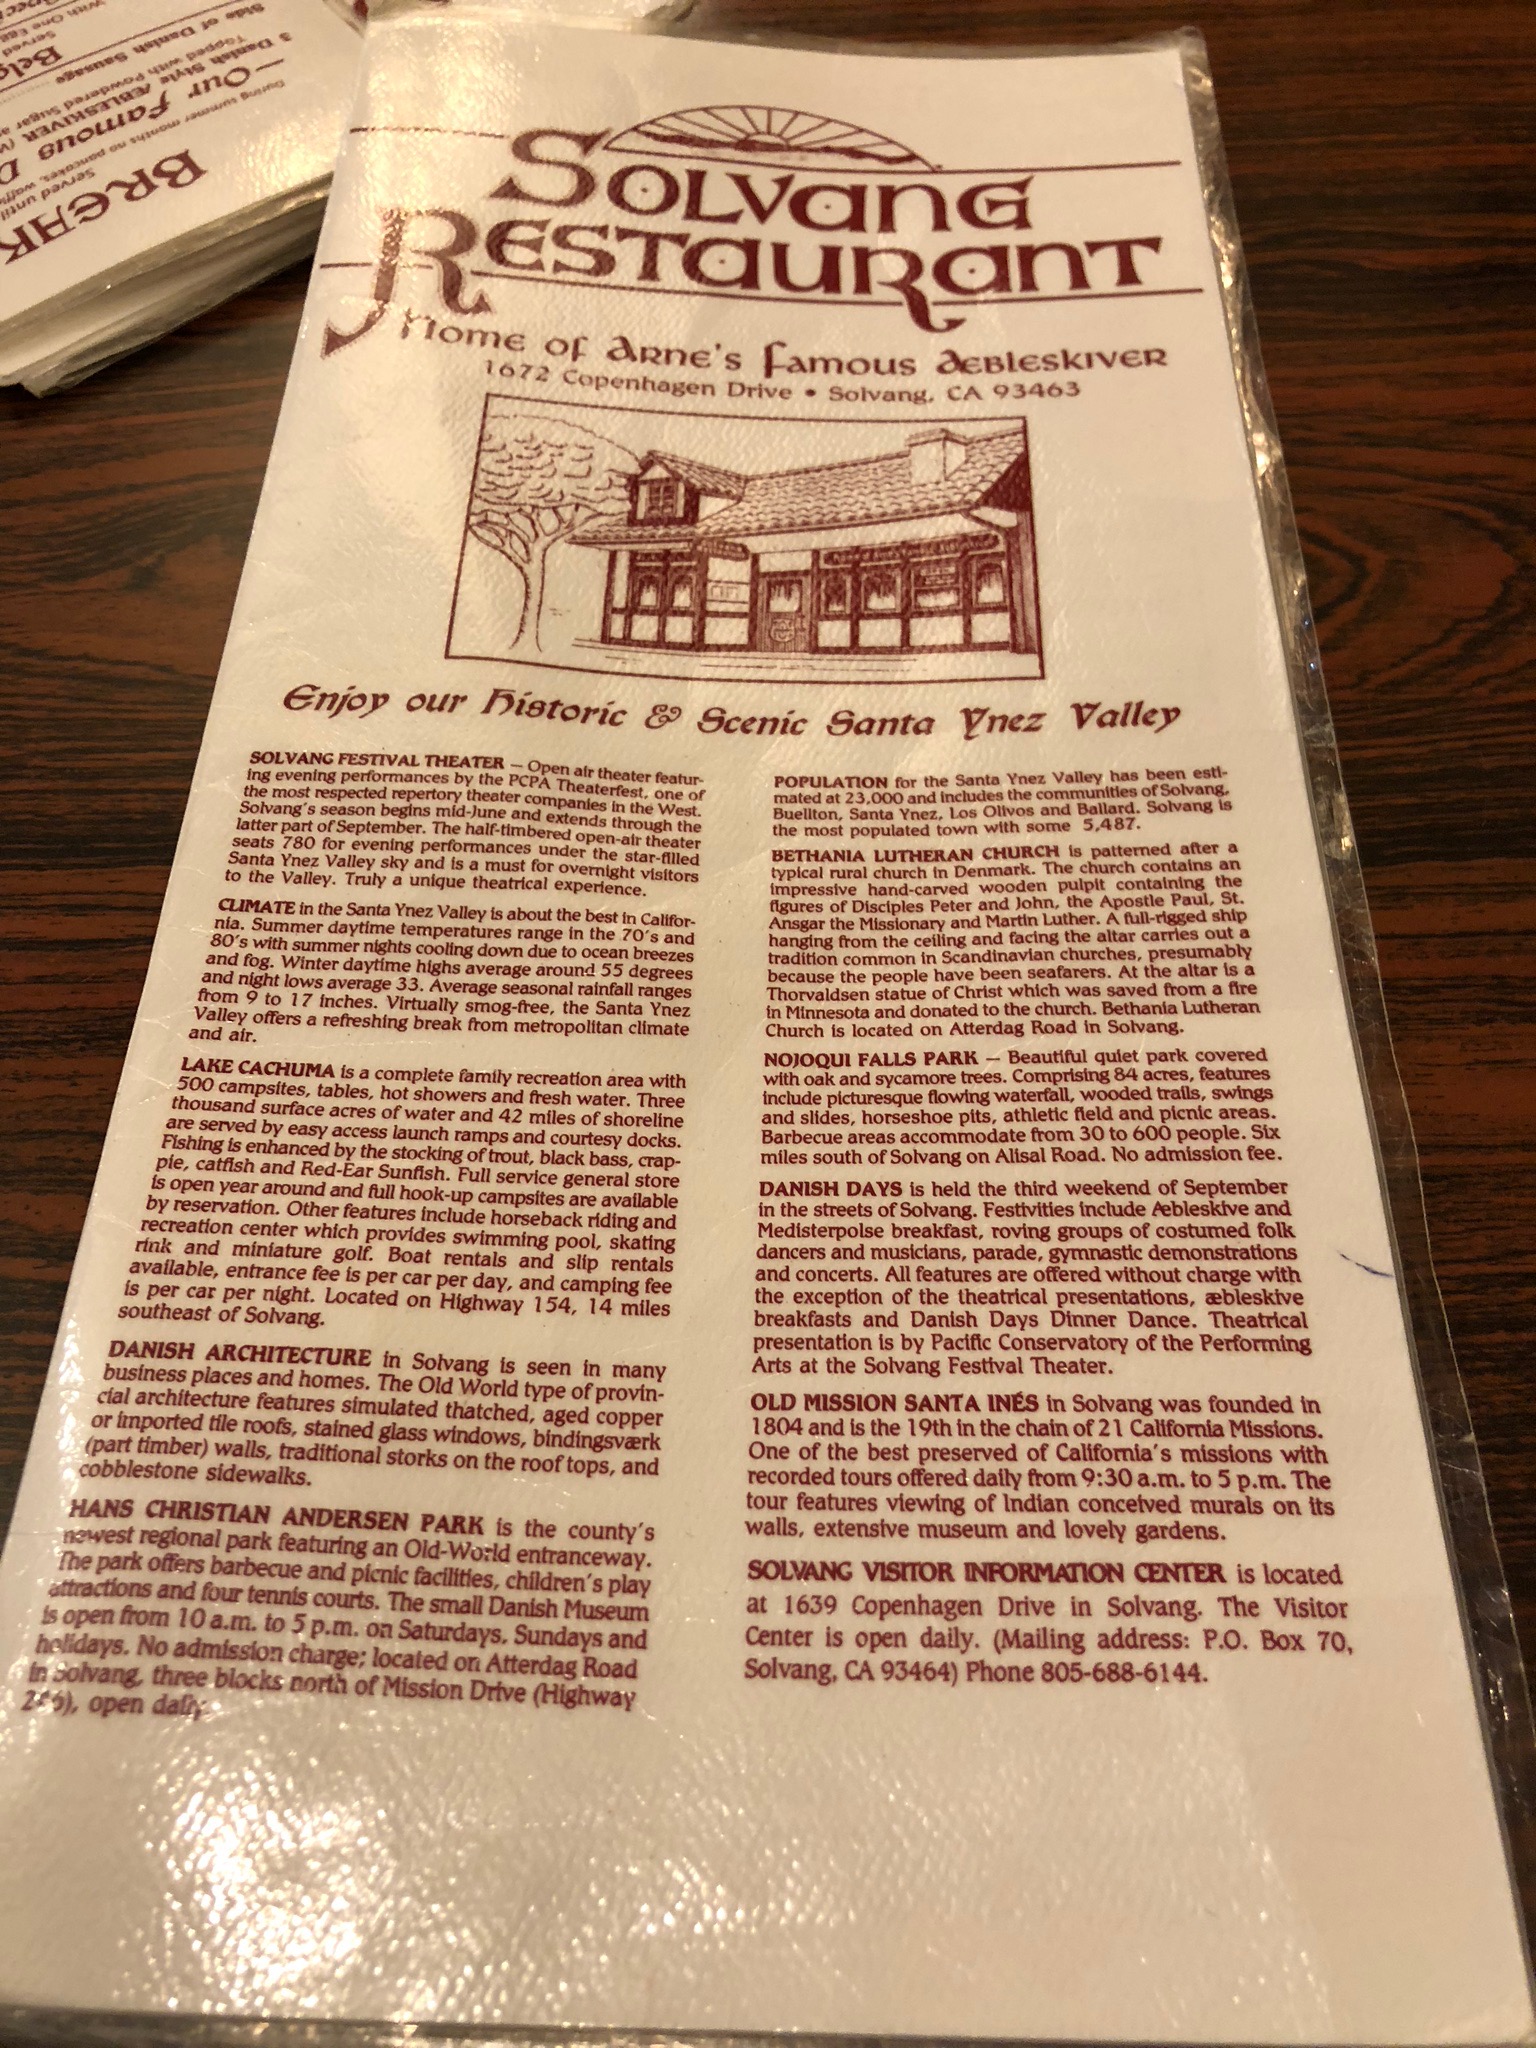 SOLVANG
RESTAURANT
Home of Arne's Famous Aebleskiver
1672 Copenhagen Drive • Solvang, CA 93463
Enjoy our Historic & Scenic Santa Ynez Valley
SOLVANG FESTIVAL THEATER – Open air theater featur-
ing evening performances by the PCPA Theaterfest, one of
the most respected repertory theater companies in the West.
Solvang's season begins mid-June and extends through the
latter part of September. The half-timbered open-air theater
seats 780 for evening performances under the star-filled
Santa Ynez Valley sky and is a must for overnight visitors
to the Valley. Truly a unique theatrical experience.
CLIMATE in the Santa Ynez Valley is about the best in Califor-
nia. Summer daytime temperatures range in the 70's and
80's with summer nights cooling down due to ocean breezes
and fog. Winter daytime highs average around 55 degrees
and night lows average 33. Average seasonal rainfall ranges
from 9 to 17 inches. Virtually smog-free, the Santa Ynez
Valley offers a refreshing break from metropolitan climate
and air.
LAKE CACHUMA is a complete family recreation area with
500 campsites, tables, hot showers and fresh water. Three
thousand surface acres of water and 42 miles of shoreline
are served by easy access launch ramps and courtesy docks.
Fishing is enhanced by the stocking of trout, black bass, crap-
pie, catfish and Red-Ear Sunfish. Full service general store
is open year around and full hook-up campsites are available
by reservation. Other features include horseback riding and
recreation center which provides swimming pool, skating
rink and miniature golf. Boat rentals and slip rentals
available, entrance fee is per car per day, and camping fee
is per car per night. Located on Highway 154, 14 miles
southeast of Solvang.
DANISH ARCHITECTURE in Solvang is seen in many
business places and homes. The Old World type of provin-
cial architecture features simulated thatched, aged copper
or imported tile roofs, stained glass windows, bindingsværk
(part timber) walls, traditional storks on the roof tops, and
cobblestone sidewalks.
HANS CHRISTIAN ANDERSEN PARK is the county's
newest regional park featuring an Old-World entranceway.
The park offers barbecue and picnic facilities, children's play
attractions and four tennis courts. The small Danish Museum
is open from 10 a.m. to 5 p.m. on Saturdays, Sundays and
holidays. No admission charge; located on Atterdag Road
in Solvang, three blocks north of Mission Drive (Highway
246), open daily.
POPULATION for the Santa Ynez Valley has been esti-
mated at 23,000 and includes the communities of Solvang,
Buellton, Santa Ynez, Los Olivos and Ballard. Solvang is
the most populated town with some 5,487.
BETHANIA LUTHERAN CHURCH is patterned after a
typical rural church in Denmark. The church contains an
impressive hand-carved wooden pulpit containing the
figures of Disciples Peter and John, the Apostle Paul, St.
Ansgar the Missionary and Martin Luther. A full-rigged ship
hanging from the ceiling and facing the altar carries out a
tradition common in Scandinavian churches, presumably
because the people have been seafarers. At the altar is a
Thorvaldsen statue of Christ which was saved from a fire
in Minnesota and donated to the church. Bethania Lutheran
Church is located on Atterdag Road in Solvang.
NOJOQUI FALLS PARK – Beautiful quiet park covered
with oak and sycamore trees. Comprising 84 acres, features
include picturesque flowing waterfall, wooded trails, swings
and slides, horseshoe pits, athletic field and picnic areas.
Barbecue areas accommodate from 30 to 600 people. Six
miles south of Solvang on Alisal Road. No admission fee.
DANISH DAYS is held the third weekend of September
in the streets of Solvang. Festivities include Æbleskive and
Medisterpolse breakfast, roving groups of costumed folk
dancers and musicians, parade, gymnastic demonstrations
and concerts. All features are offered without charge with
the exception of the theatrical presentations, æbleskive
breakfasts and Danish Days Dinner Dance. Theatrical
presentation is by Pacific Conservatory of the Performing
Arts at the Solvang Festival Theater.
OLD MISSION SANTA INÉS in Solvang was founded in
1804 and is the 19th in the chain of 21 California Missions.
One of the best preserved of California's missions with
recorded tours offered daily from 9:30 a.m. to 5 p.m. The
tour features viewing of Indian conceived murals on its
walls, extensive museum and lovely gardens.
SOLVANG VISITOR INFORMATION CENTER is located
at 1639 Copenhagen Drive in Solvang. The Visitor
Center is open daily. (Mailing address: P.O. Box 70,
Solvang, CA 93464) Phone 805-688-6144.
BREAK
Served until
During summer months no pancakes,
Our Famous
3 Danish Style ÆBLESKIVER
Topped with Powdered Sugar
Side of Danish Sausage
Served
With One Egg